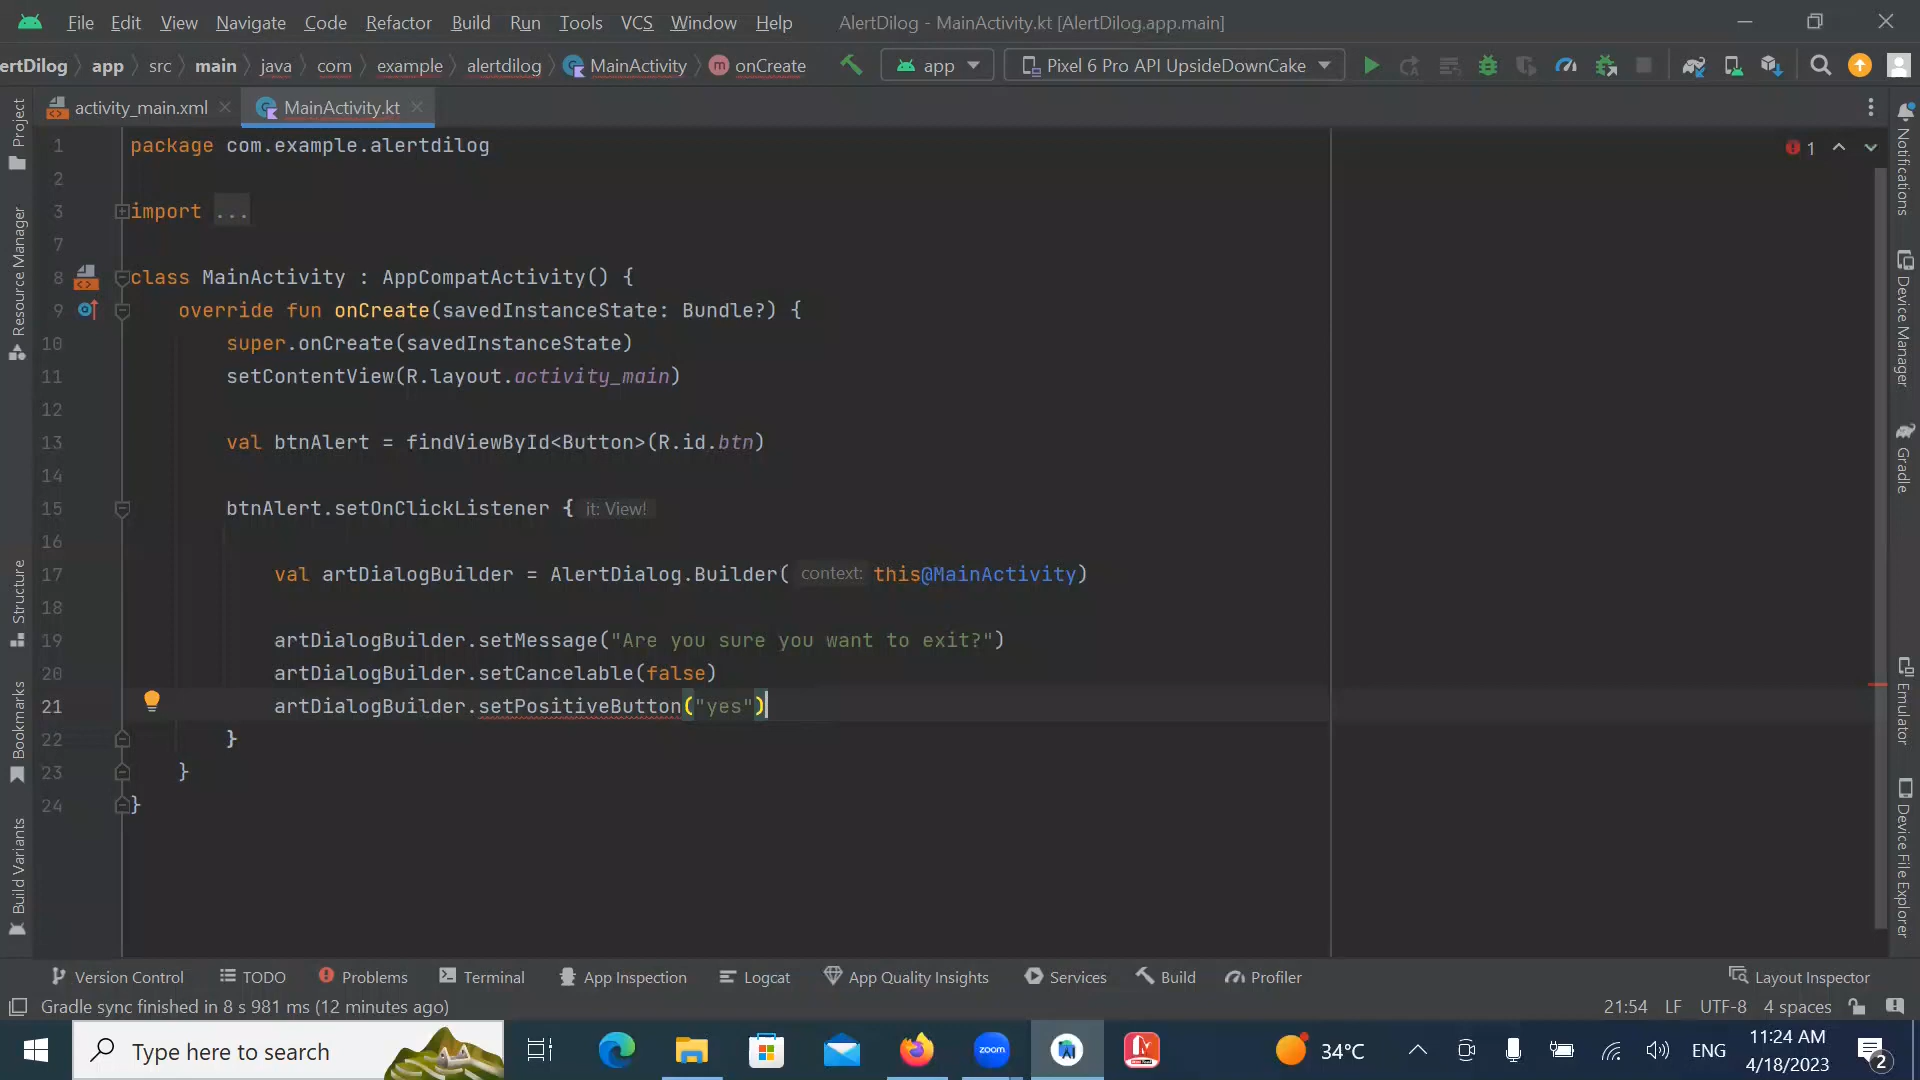 File Edit View Navigate Code Refactor Build Run Tools VCS Window Help AlertDilog - MainActivity.kt [AlertDilog.app.main]
ertDilog app src main java com example alertdilog MainActivity onCreate app Pixel 6 Pro API UpsideDownCake
activity_main.xml MainActivity.kt
1 package com.example.alertdilog
2
3 import ...
7
8 class MainActivity : AppCompatActivity() {
9 override fun onCreate(savedInstanceState: Bundle?) {
10 super.onCreate(savedInstanceState)
11 setContentView(R.layout.activity_main)
12
13 val btnAlert = findViewById<Button>(R.id.btn)
14
15 btnAlert.setOnClickListener { it: View!
16
17 val artDialogBuilder = AlertDialog.Builder( context: this@MainActivity)
18
19 artDialogBuilder.setMessage("Are you sure you want to exit?")
20 artDialogBuilder.setCancelable(false)
21 artDialogBuilder.setPositiveButton("yes")
22 }
23 }
24 }
1
Project
Resource Manager
Structure
Bookmarks
Build Variants
Notifications
Device Manager
Gradle
Emulator
Device File Explorer
Version Control TODO Problems Terminal App Inspection Logcat App Quality Insights Services Build Profiler Layout Inspector
Gradle sync finished in 8 s 981 ms (12 minutes ago) 21:54 LF UTF-8 4 spaces
Type here to search zoom 34°C ENG 11:24 AM
4/18/2023 2